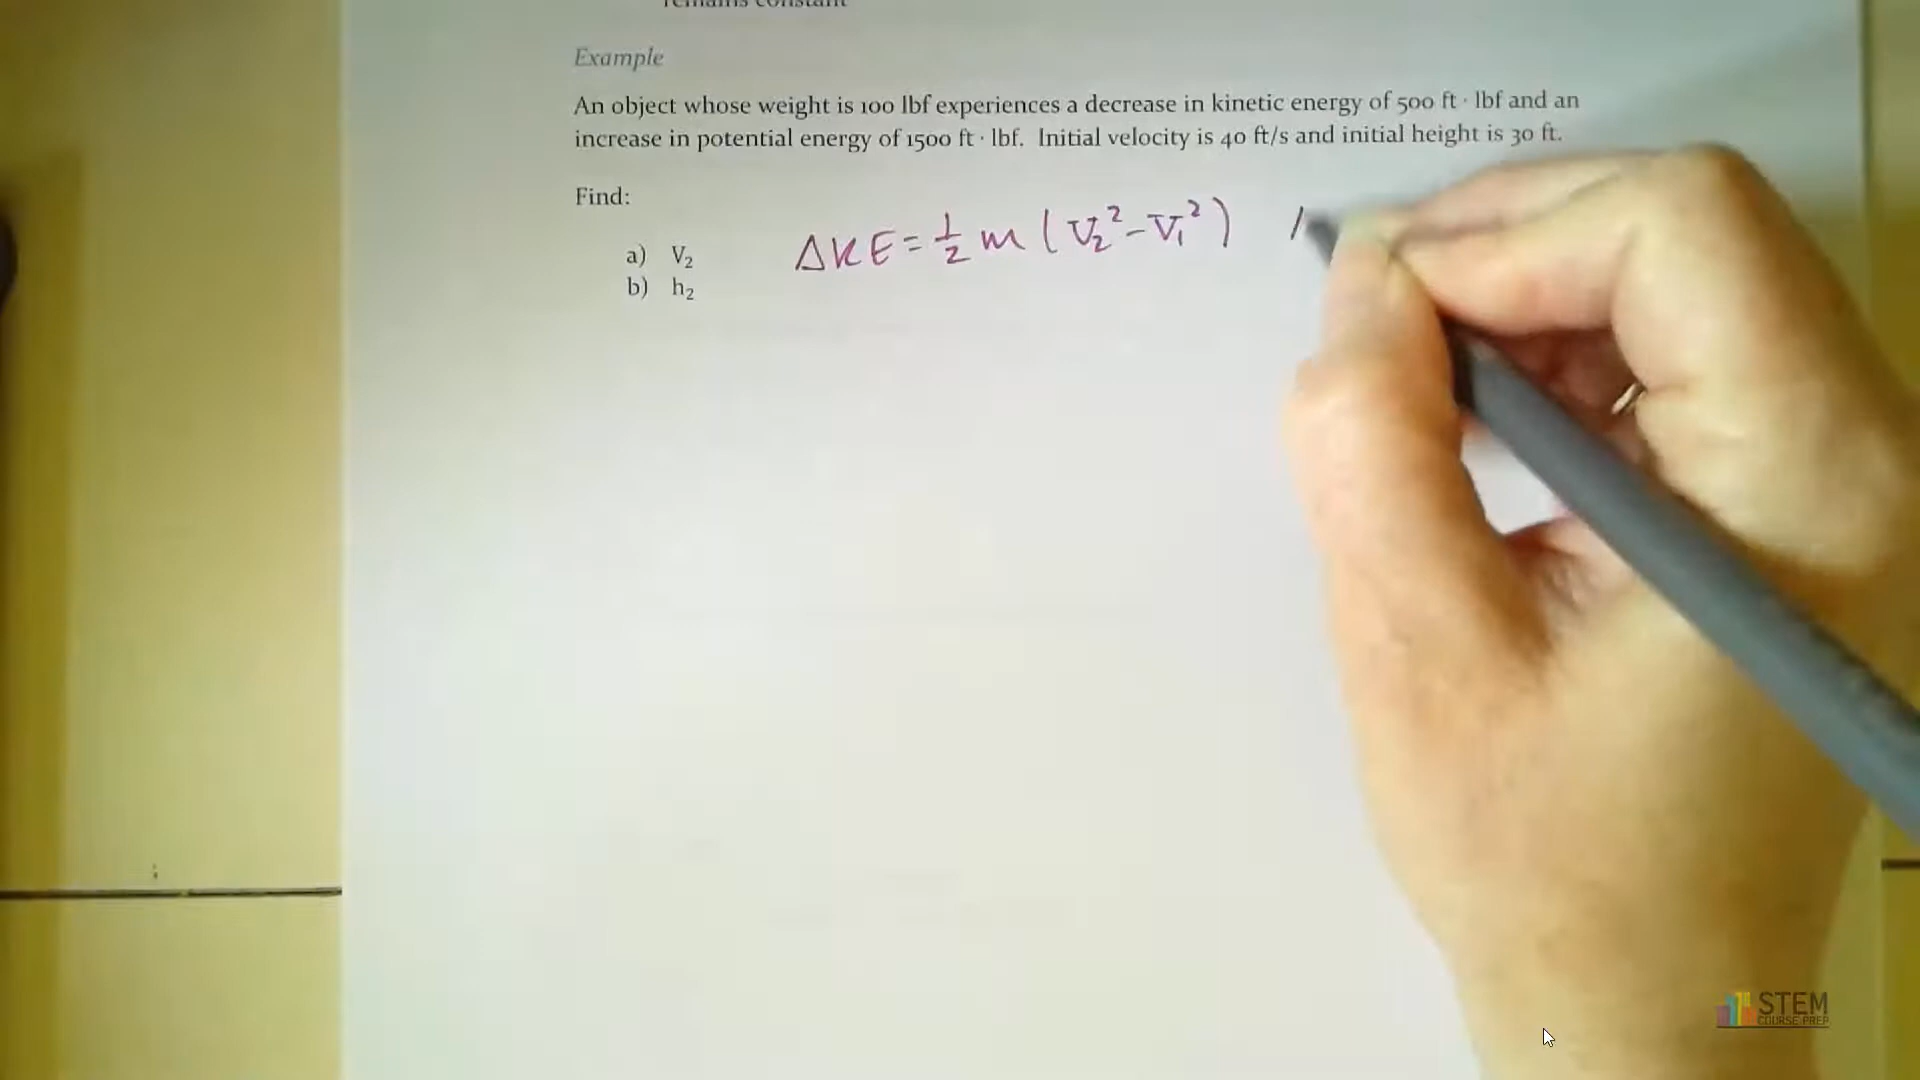 remains constant
Example
An object whose weight is 100 lbf experiences a decrease in kinetic energy of 500 ft · lbf and an
increase in potential energy of 1500 ft · lbf. Initial velocity is 40 ft/s and initial height is 30 ft.
Find:
a) V₂
b) h₂
ΔKE = ½ m (V₂² - V₁²)
STEM
COURSE PREP